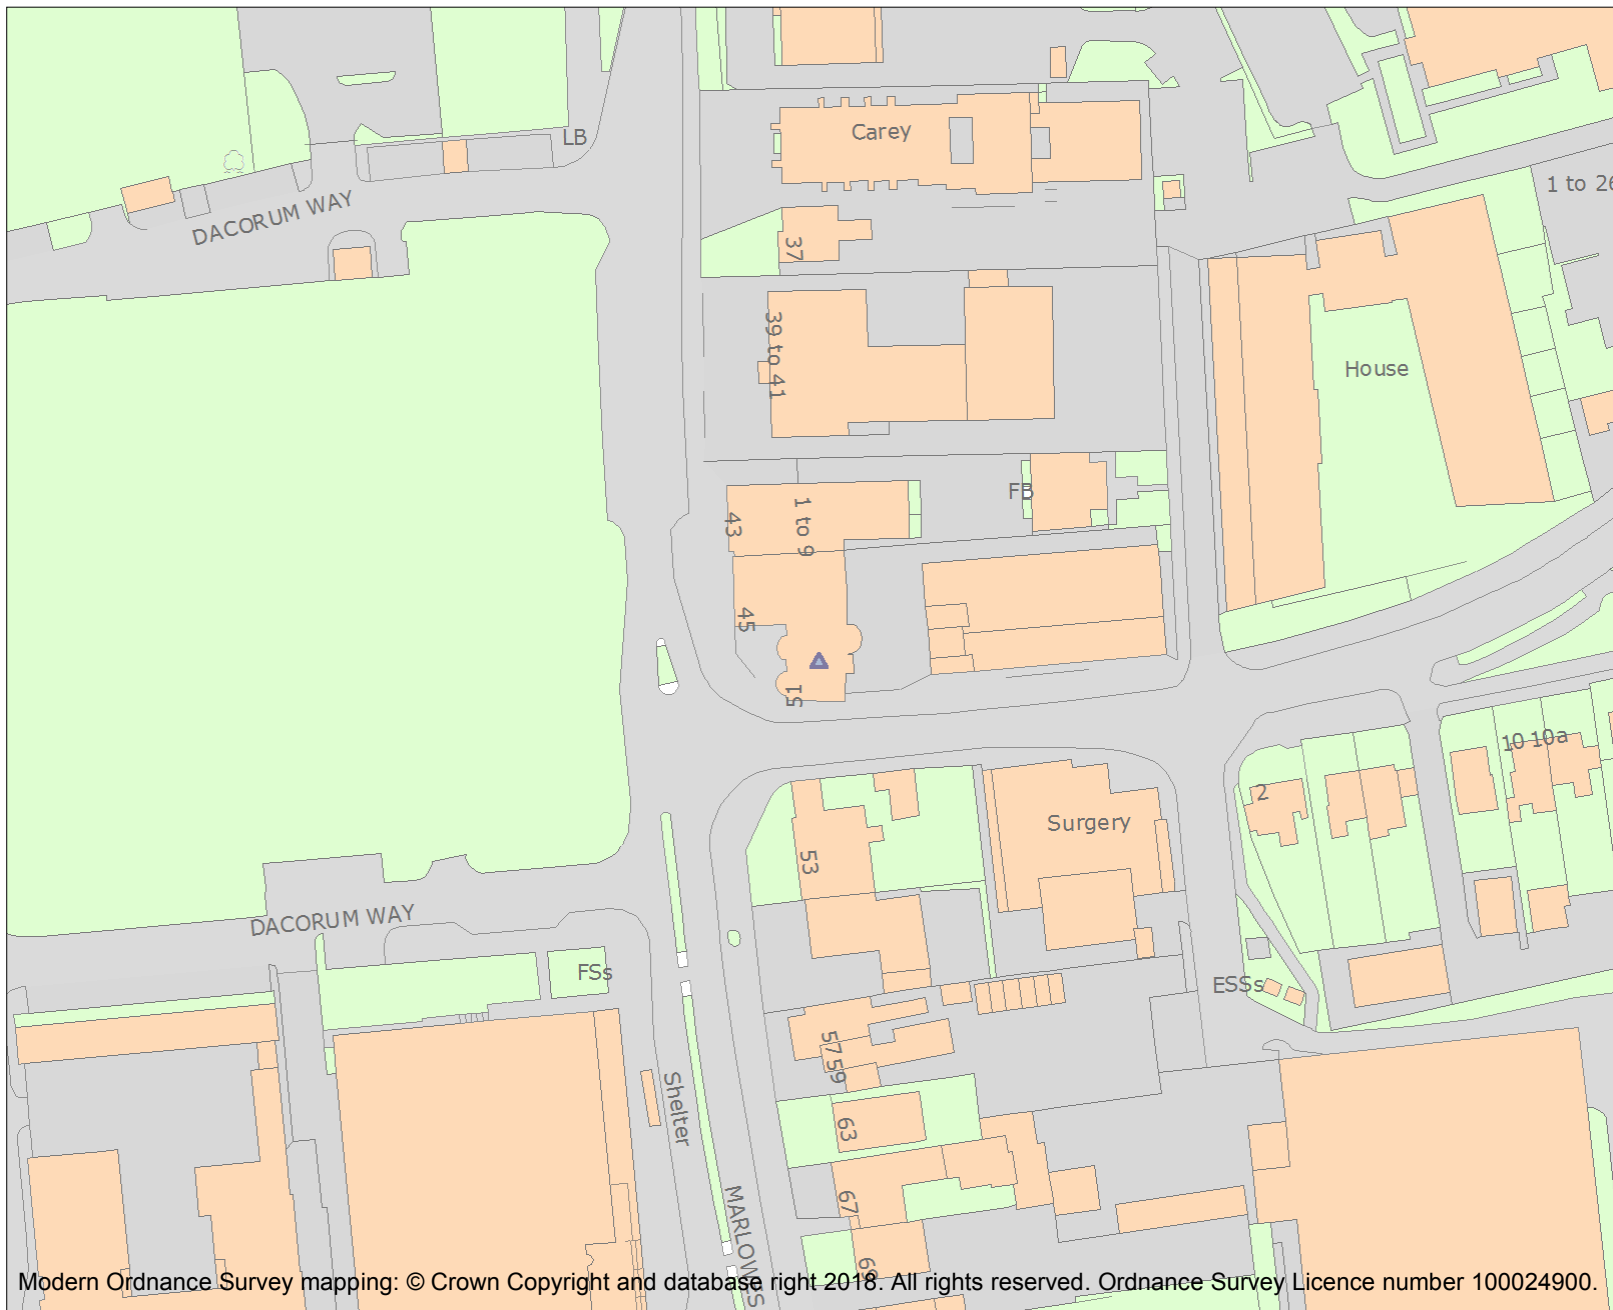 Carey
LB
1 to 26
DACORUM WAY
37
39 to 41
House
FB
43
1 to 9
45
51
10 10a
2
Surgery
53
DACORUM WAY
FSs
ESSs
57 59
Shelter
63
67
MARLOWES
69
Modern Ordnance Survey mapping: © Crown Copyright and database right 2018. All rights reserved. Ordnance Survey Licence number 100024900.